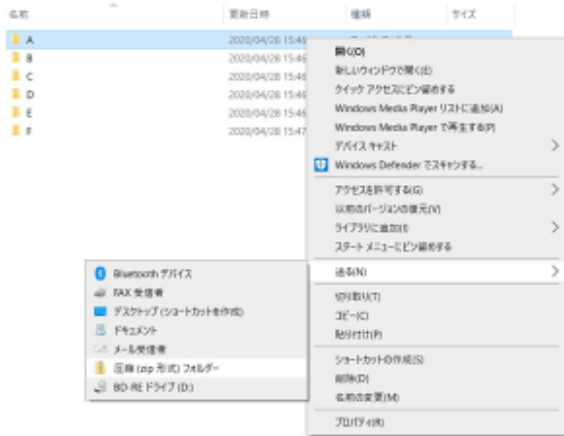 名前 更新日時 種類 サイズ
A 2020/04/28 15:46
B 2020/04/28 15:46
C 2020/04/28 15:46
D 2020/04/28 15:46
E 2020/04/28 15:46
F 2020/04/28 15:47
開く(O)
新しいウィンドウで開く(E)
クイック アクセスにピン留めする
Windows Media Player リストに追加(A)
Windows Media Player で再生する(P)
デバイス キャスト
Windows Defender でスキャンする...
アクセスを許可する(G)
以前のバージョンの復元(V)
ライブラリに追加(I)
スタート メニューにピン留めする
送る(N)
Bluetooth デバイス
FAX 受信者
デスクトップ (ショートカットを作成)
ドキュメント
メール受信者
圧縮 (zip 形式) フォルダー
BD-RE ドライブ (D:)
切り取り(T)
コピー(C)
貼り付け(P)
ショートカットの作成(S)
削除(D)
名前の変更(M)
プロパティ(R)